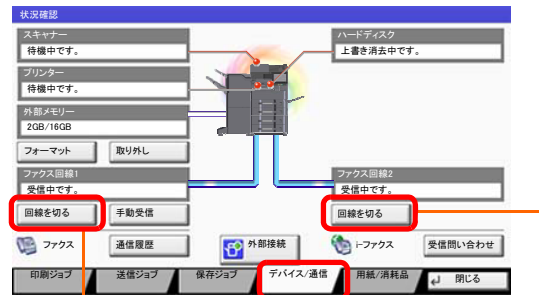 状況確認
スキャナー
待機中です。
ハードディスク
上書き消去中です。
プリンター
待機中です。
外部メモリー
2GB/16GB
フォーマット
取り外し
ファクス回線1
受信中です。
ファクス回線2
受信中です。
回線を切る
手動受信
回線を切る
ファクス
通信履歴
外部接続
i-ファクス
受信問い合わせ
印刷ジョブ
送信ジョブ
保存ジョブ
デバイス/通信
用紙/消耗品
閉じる